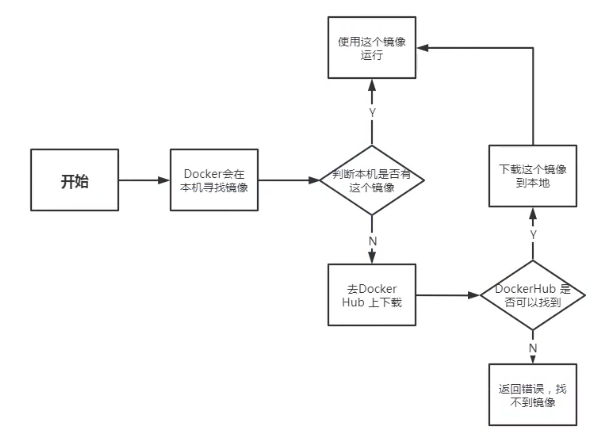 使用这个镜像
运行
Y
开始
Docker会在
本机寻找镜像
判断本机是否有
这个镜像
下载这个镜像
到本地
N
Y
去Docker
Hub 上下载
DockerHub 是
否可以找到
N
返回错误，找
不到镜像